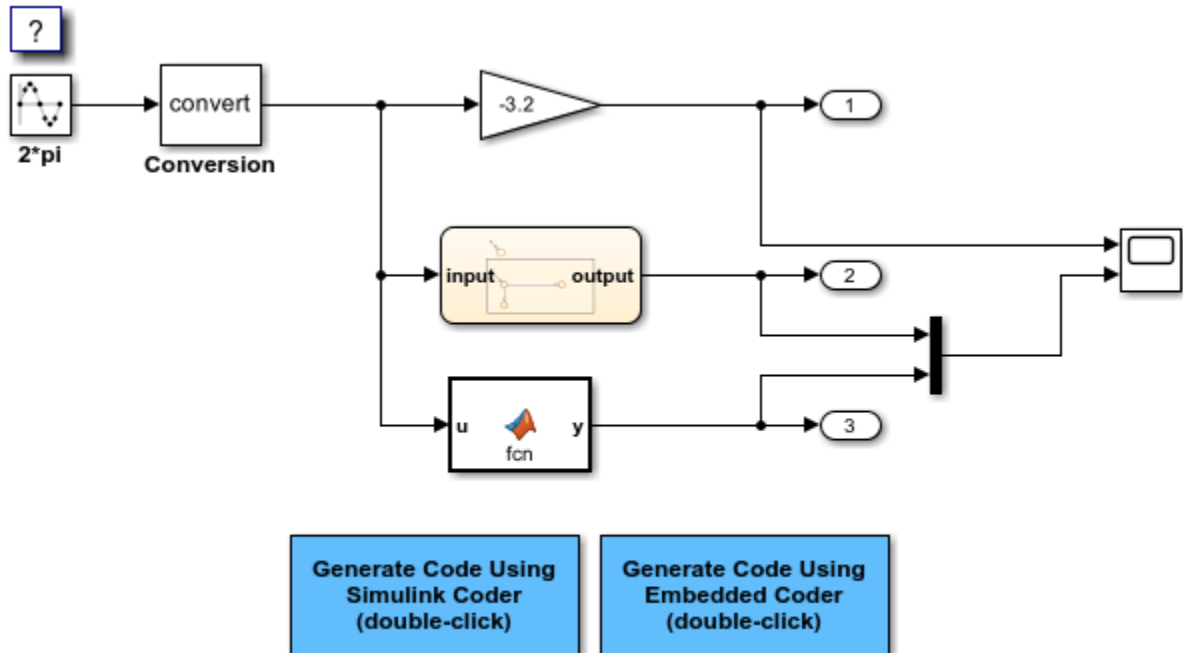 ?
2*pi
convert
Conversion
-3.2
1
input
output
2
u
y
fcn
3
Generate Code Using
Simulink Coder
(double-click)
Generate Code Using
Embedded Coder
(double-click)